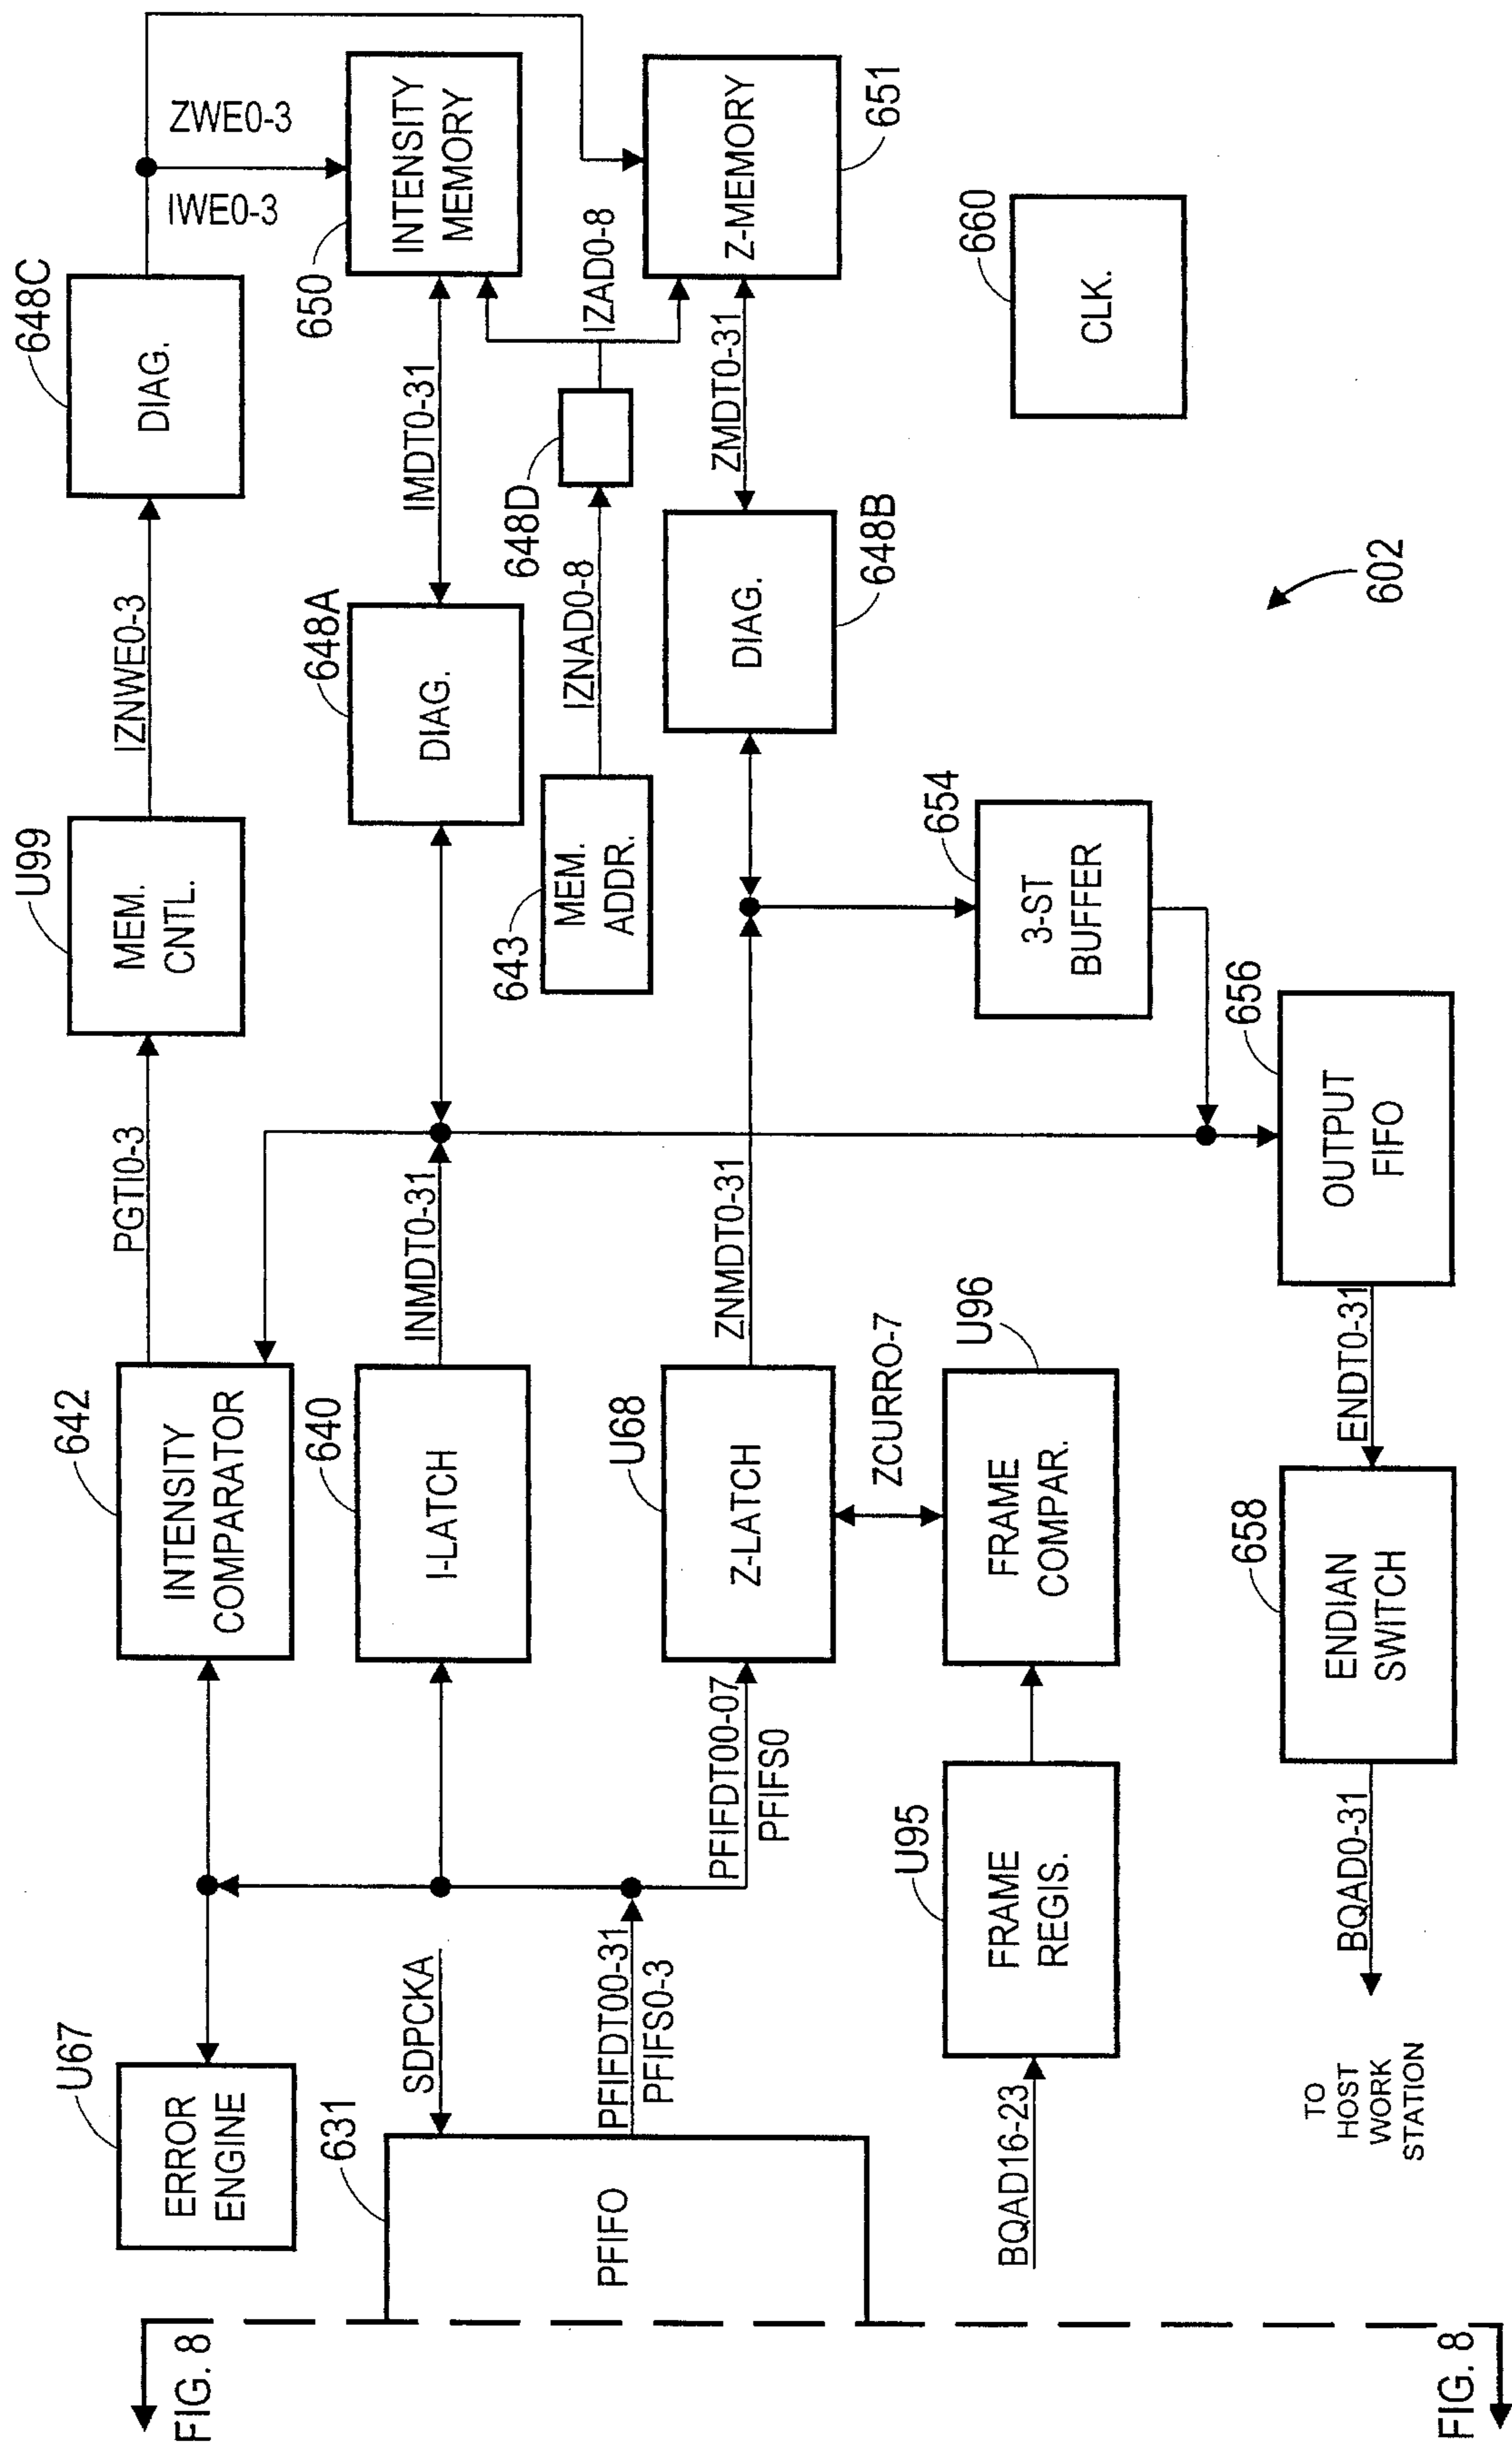 FIG. 8
FIG. 8
631
PFIFO
U67
ERROR
ENGINE
SDPCKA
PFIFDT00-31
PFIFS0-3
PFIFDT00-07
PFIFS0
642
INTENSITY
COMPARATOR
640
I-LATCH
U68
Z-LATCH
ZCURRO-7
BQAD16-23
U95
FRAME
REGIS.
U96
FRAME
COMPAR.
PGTI0-3
INMDT0-31
ZNMDT0-31
U99
MEM.
CNTL.
IZNWE0-3
648C
DIAG.
ZWE0-3
IWE0-3
648A
DIAG.
IMDT0-31
650
INTENSITY
MEMORY
643
MEM.
ADDR.
IZNAD0-8
648D
IZAD0-8
Z-MEMORY
651
ZMDT0-31
DIAG.
648B
654
3-ST
BUFFER
656
OUTPUT
FIFO
ENDT0-31
658
ENDIAN
SWITCH
BQAD0-31
TO
HOST
WORK
STATION
660
CLK.
602